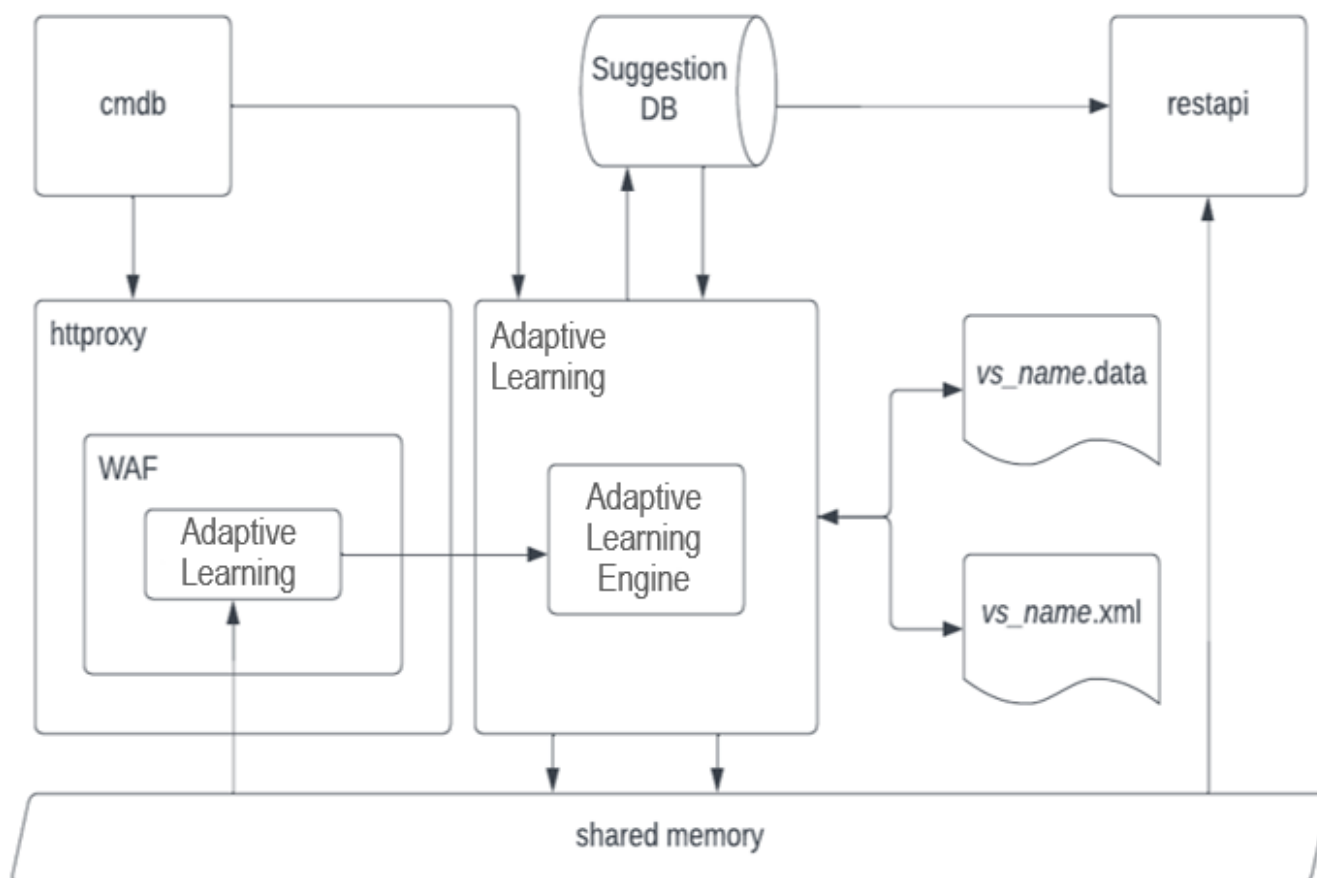 cmdb
Suggestion
DB
restapi
httproxy
Adaptive
Learning
vs_name.data
WAF
Adaptive
Learning
Adaptive
Learning
Engine
vs_name.xml
shared memory